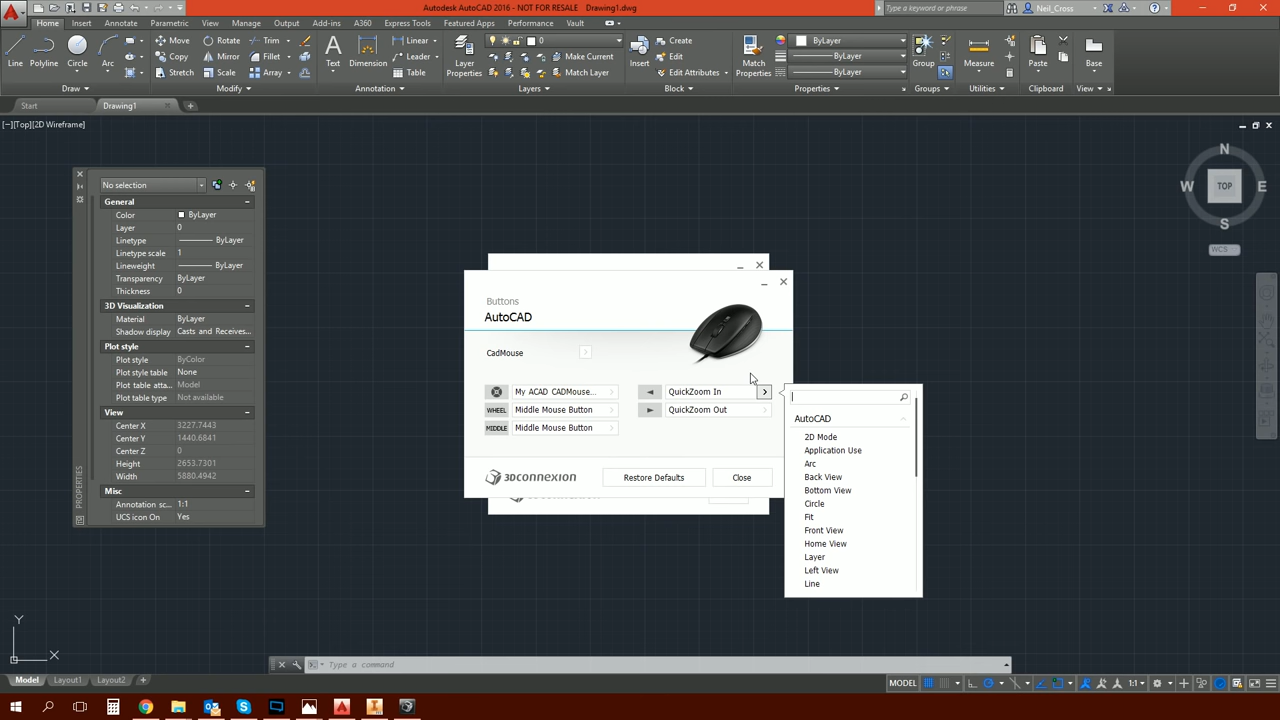 Autodesk AutoCAD 2016 - NOT FOR RESALE Drawing1.dwg
Type a keyword or phrase
Neil_Cross
Home Insert Annotate Parametric View Manage Output Add-ins A360 Express Tools Featured Apps Performance Vault
Line Polyline Circle Arc
Move Rotate Trim
Copy Mirror Fillet
Stretch Scale Array
Text Dimension
Linear
Leader
Table
Layer Properties
0
Make Current
Match Layer
Insert
Create
Edit
Edit Attributes
Match Properties
ByLayer
ByLayer
ByLayer
Group
Measure
Paste
Base
Draw Modify Annotation Layers Block Properties Groups Utilities Clipboard View
Start Drawing1
[−][Top][2D Wireframe]
N
W TOP E
S
WCS
No selection
General
Color ByLayer
Layer 0
Linetype ByLayer
Linetype scale 1
Lineweight ByLayer
Transparency ByLayer
Thickness 0
3D Visualization
Material ByLayer
Shadow display Casts and Receives...
Plot style
Plot style ByColor
Plot style table None
Plot table atta... Model
Plot table type Not available
View
Center X 3227.7443
Center Y 1440.6841
Center Z 0
Height 2653.7301
Width 5880.4942
Misc
Annotation sc... 1:1
UCS icon On Yes
PROPERTIES
Buttons
AutoCAD
CadMouse
My ACAD CADMouse...
QuickZoom In
WHEEL Middle Mouse Button
QuickZoom Out
MIDDLE Middle Mouse Button
3DCONNEXION
Restore Defaults
Close
AutoCAD
2D Mode
Application Use
Arc
Back View
Bottom View
Circle
Fit
Front View
Home View
Layer
Left View
Line
Y
X
Type a command
Model Layout1 Layout2
MODEL
1:1